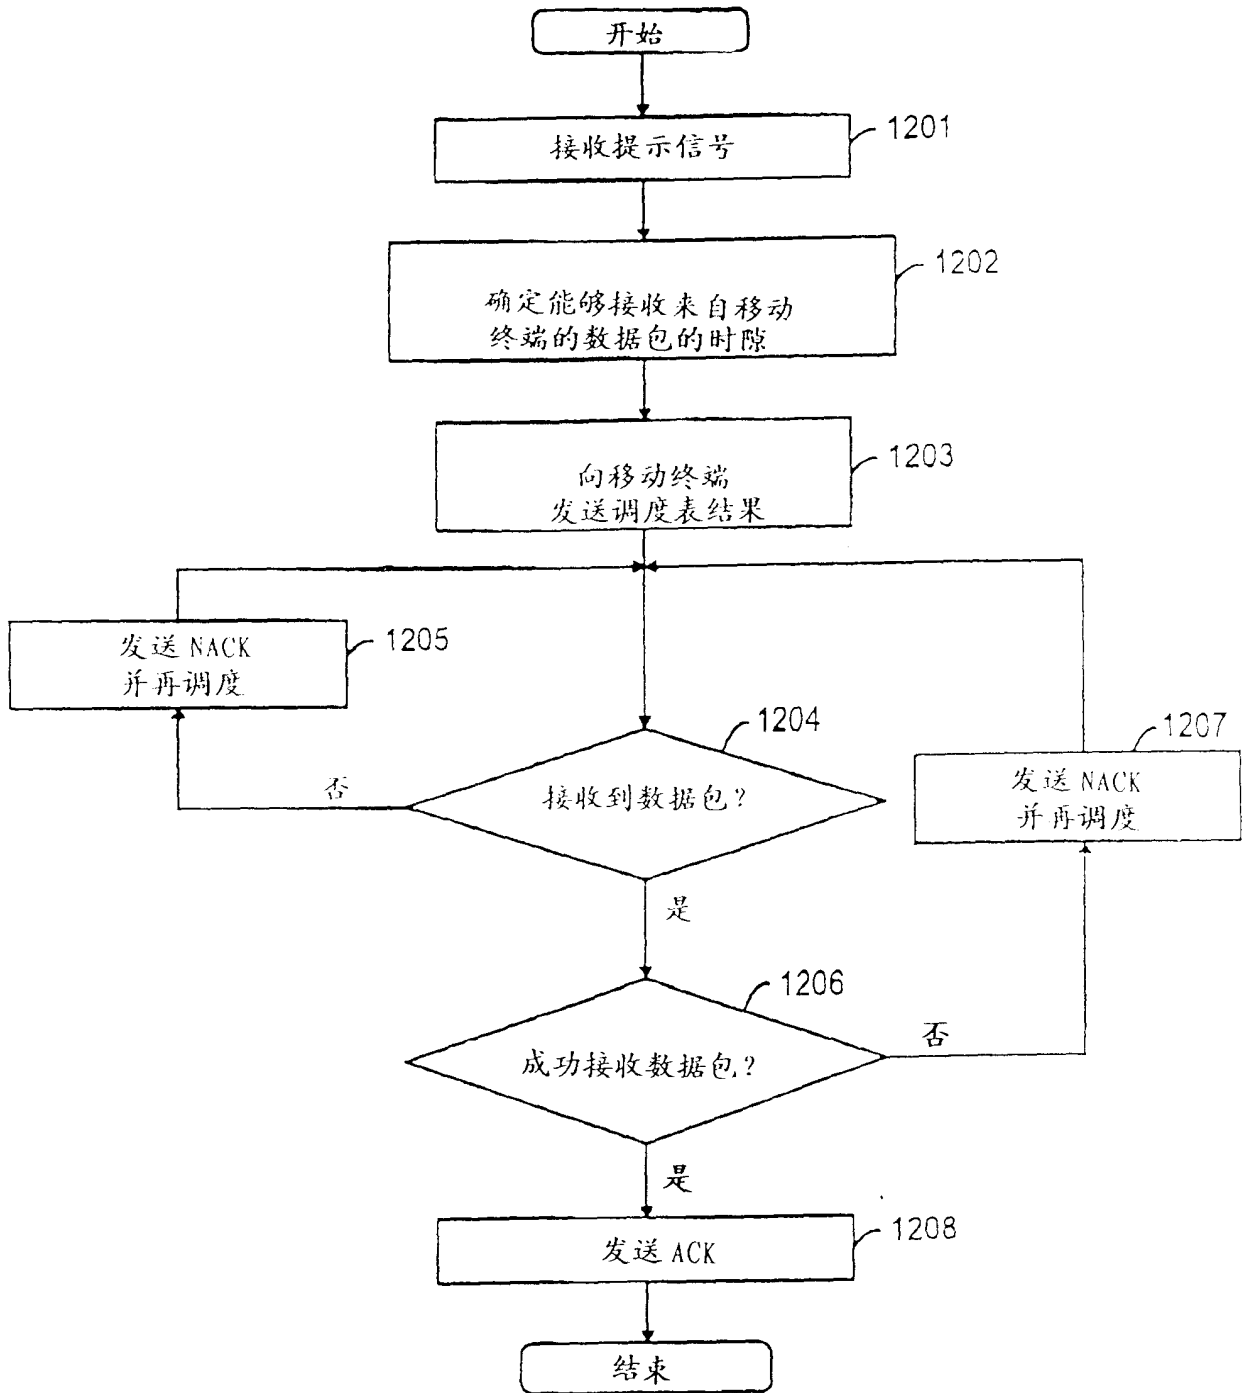 开始
接收提示信号
1201
确定能够接收来自移动
终端的数据包的时隙
1202
向移动终端
发送调度表结果
1203
发送 NACK
并再调度
1205
接收到数据包?
1204
否
是
发送 NACK
并再调度
1207
成功接收数据包?
1206
否
是
发送 ACK
1208
结束